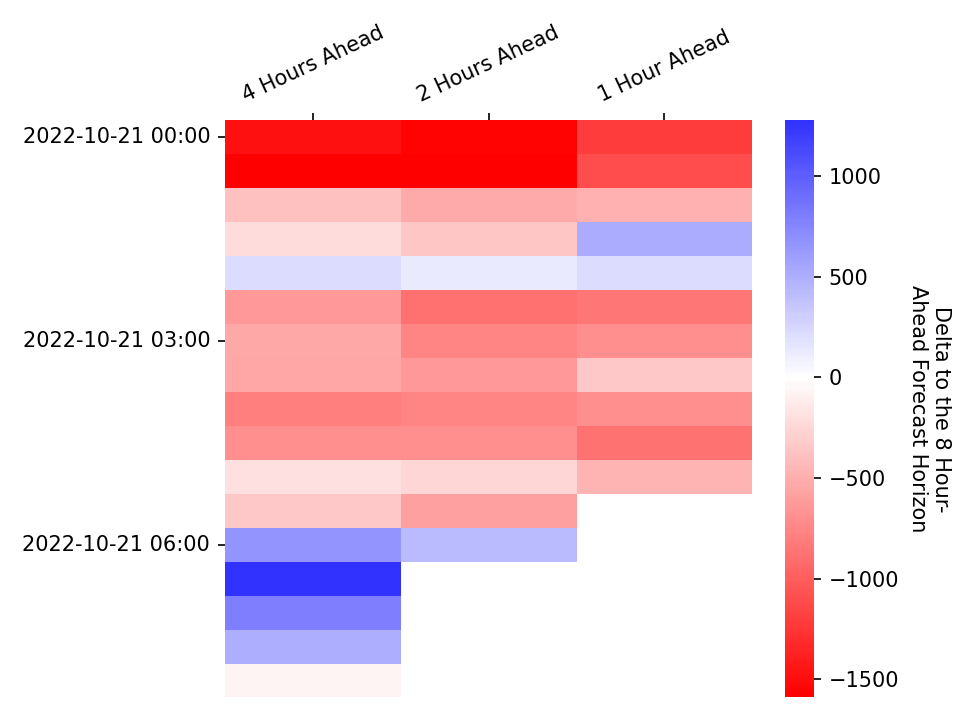 4 Hours Ahead
2 Hours Ahead
1 Hour Ahead
2022-10-21 00:00
2022-10-21 03:00
2022-10-21 06:00
1000
500
0
−500
−1000
−1500
Delta to the 8 Hour-
Ahead Forecast Horizon